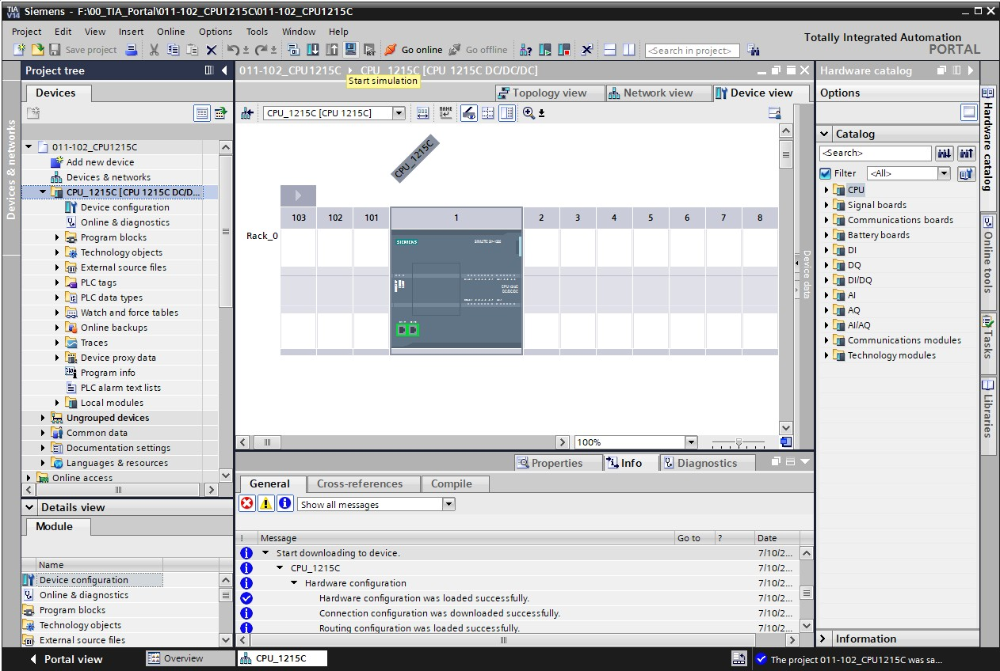 TIA V14 Siemens - F:\00_TIA_Portal\011-102_CPU1215C\011-102_CPU1215C
Project Edit View Insert Online Options Tools Window Help
Totally Integrated Automation
PORTAL
Save project Go online Go offline <Search in project>
Project tree
011-102_CPU1215C CPU_1215C [CPU 1215C DC/DC/DC]
Start simulation
Hardware catalog
Devices
Topology view Network view Device view
Options
CPU_1215C [CPU 1215C]
NAME
Devices & networks
011-102_CPU1215C
Add new device
Devices & networks
CPU_1215C [CPU 1215C DC/D...
Device configuration
Online & diagnostics
Program blocks
Technology objects
External source files
PLC tags
PLC data types
Watch and force tables
Online backups
Traces
Device proxy data
Program info
PLC alarm text lists
Local modules
Ungrouped devices
Common data
Documentation settings
Languages & resources
Online access
CPU_1215C
103 102 101 1 2 3 4 5 6 7 8
Rack_0
SIEMENS
CPU 1215C
DC/DC/DC
Device data
100%
Catalog
<Search>
Filter <All>
CPU
Signal boards
Communications boards
Battery boards
DI
DQ
DI/DQ
AI
AQ
AI/AQ
Communications modules
Technology modules
Information
Hardware catalog
Online tools
Tasks
Libraries
Properties Info Diagnostics
General Cross-references Compile
Show all messages
! Message Go to ? Date
Start downloading to device. 7/10/2...
CPU_1215C 7/10/2...
Hardware configuration 7/10/2...
Hardware configuration was loaded successfully. 7/10/2...
Connection configuration was downloaded successfully. 7/10/2...
Routing configuration was loaded successfully. 7/10/2...
Details view
Module
Name
Device configuration
Online & diagnostics
Program blocks
Technology objects
External source files
Portal view Overview CPU_1215C The project 011-102_CPU1215C was sa...